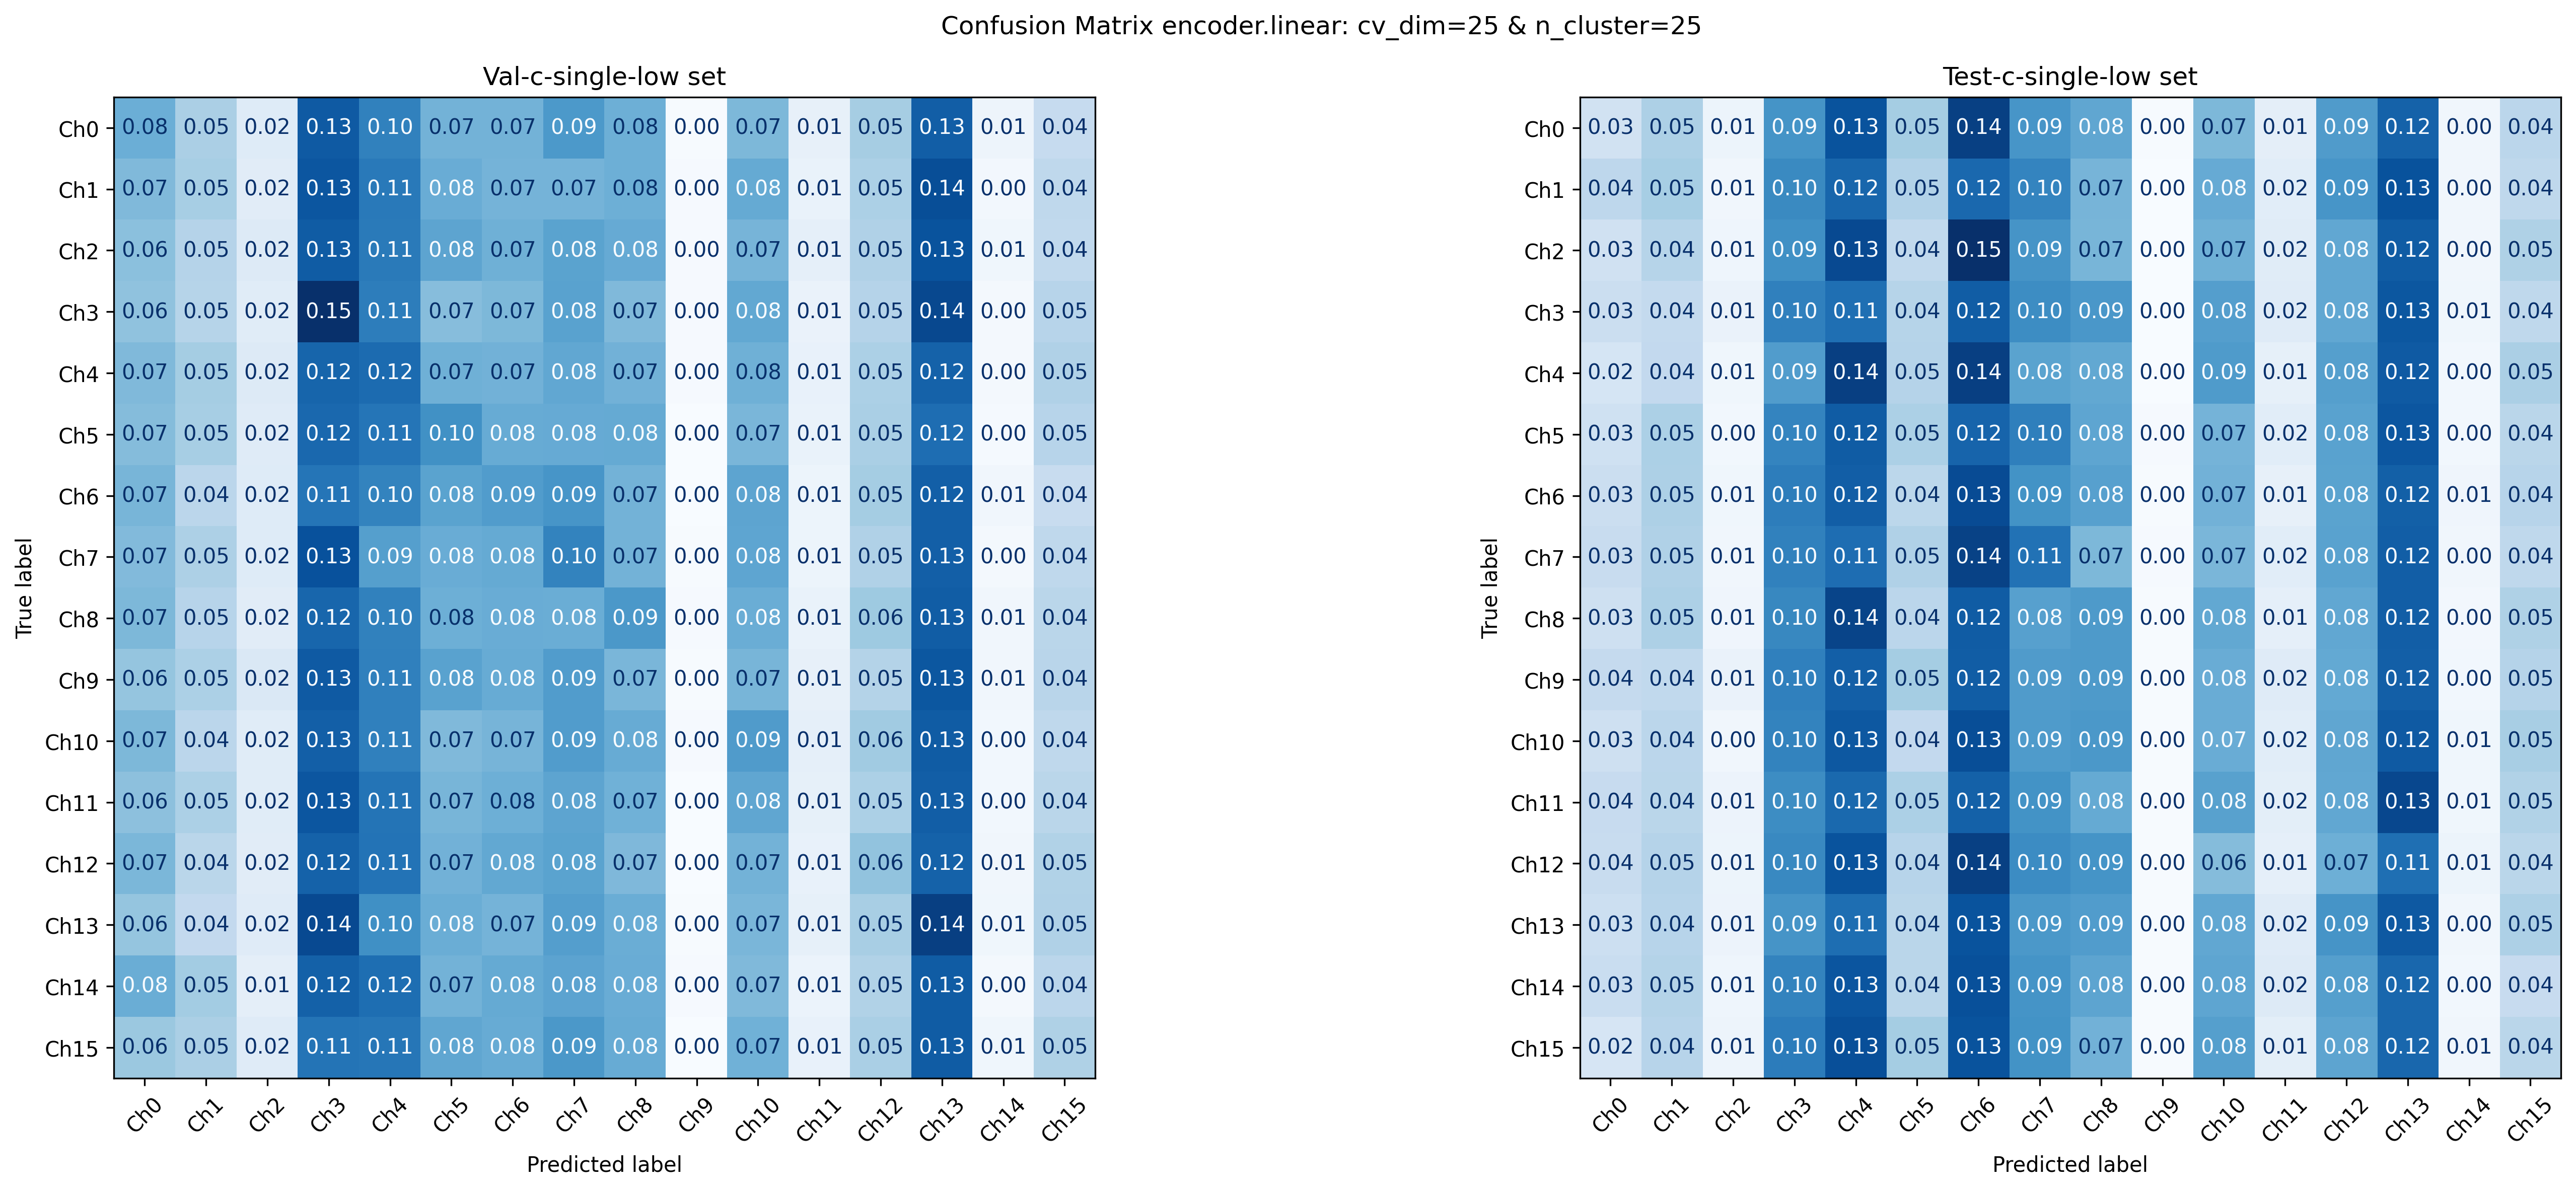 Confusion Matrix encoder.linear: cv_dim=25 & n_cluster=25
Val-c-single-low set
Ch0 0.08 0.05 0.02 0.13 0.10 0.07 0.07 0.09 0.08 0.00 0.07 0.01 0.05 0.13 0.01 0.04
Ch1 0.07 0.05 0.02 0.13 0.11 0.08 0.07 0.07 0.08 0.00 0.08 0.01 0.05 0.14 0.00 0.04
Ch2 0.06 0.05 0.02 0.13 0.11 0.08 0.07 0.08 0.08 0.00 0.07 0.01 0.05 0.13 0.01 0.04
Ch3 0.06 0.05 0.02 0.15 0.11 0.07 0.07 0.08 0.07 0.00 0.08 0.01 0.05 0.14 0.00 0.05
Ch4 0.07 0.05 0.02 0.12 0.12 0.07 0.07 0.08 0.07 0.00 0.08 0.01 0.05 0.12 0.00 0.05
Ch5 0.07 0.05 0.02 0.12 0.11 0.10 0.08 0.08 0.08 0.00 0.07 0.01 0.05 0.12 0.00 0.05
Ch6 0.07 0.04 0.02 0.11 0.10 0.08 0.09 0.09 0.07 0.00 0.08 0.01 0.05 0.12 0.01 0.04
Ch7 0.07 0.05 0.02 0.13 0.09 0.08 0.08 0.10 0.07 0.00 0.08 0.01 0.05 0.13 0.00 0.04
Ch8 0.07 0.05 0.02 0.12 0.10 0.08 0.08 0.08 0.09 0.00 0.08 0.01 0.06 0.13 0.01 0.04
Ch9 0.06 0.05 0.02 0.13 0.11 0.08 0.08 0.09 0.07 0.00 0.07 0.01 0.05 0.13 0.01 0.04
Ch10 0.07 0.04 0.02 0.13 0.11 0.07 0.07 0.09 0.08 0.00 0.09 0.01 0.06 0.13 0.00 0.04
Ch11 0.06 0.05 0.02 0.13 0.11 0.07 0.08 0.08 0.07 0.00 0.08 0.01 0.05 0.13 0.00 0.04
Ch12 0.07 0.04 0.02 0.12 0.11 0.07 0.08 0.08 0.07 0.00 0.07 0.01 0.06 0.12 0.01 0.05
Ch13 0.06 0.04 0.02 0.14 0.10 0.08 0.07 0.09 0.08 0.00 0.07 0.01 0.05 0.14 0.01 0.05
Ch14 0.08 0.05 0.01 0.12 0.12 0.07 0.08 0.08 0.08 0.00 0.07 0.01 0.05 0.13 0.00 0.04
Ch15 0.06 0.05 0.02 0.11 0.11 0.08 0.08 0.09 0.08 0.00 0.07 0.01 0.05 0.13 0.01 0.05
Ch0 Ch1 Ch2 Ch3 Ch4 Ch5 Ch6 Ch7 Ch8 Ch9 Ch10 Ch11 Ch12 Ch13 Ch14 Ch15
True label
Predicted label
Test-c-single-low set
Ch0 0.03 0.05 0.01 0.09 0.13 0.05 0.14 0.09 0.08 0.00 0.07 0.01 0.09 0.12 0.00 0.04
Ch1 0.04 0.05 0.01 0.10 0.12 0.05 0.12 0.10 0.07 0.00 0.08 0.02 0.09 0.13 0.00 0.04
Ch2 0.03 0.04 0.01 0.09 0.13 0.04 0.15 0.09 0.07 0.00 0.07 0.02 0.08 0.12 0.00 0.05
Ch3 0.03 0.04 0.01 0.10 0.11 0.04 0.12 0.10 0.09 0.00 0.08 0.02 0.08 0.13 0.01 0.04
Ch4 0.02 0.04 0.01 0.09 0.14 0.05 0.14 0.08 0.08 0.00 0.09 0.01 0.08 0.12 0.00 0.05
Ch5 0.03 0.05 0.00 0.10 0.12 0.05 0.12 0.10 0.08 0.00 0.07 0.02 0.08 0.13 0.00 0.04
Ch6 0.03 0.05 0.01 0.10 0.12 0.04 0.13 0.09 0.08 0.00 0.07 0.01 0.08 0.12 0.01 0.04
Ch7 0.03 0.05 0.01 0.10 0.11 0.05 0.14 0.11 0.07 0.00 0.07 0.02 0.08 0.12 0.00 0.04
Ch8 0.03 0.05 0.01 0.10 0.14 0.04 0.12 0.08 0.09 0.00 0.08 0.01 0.08 0.12 0.00 0.05
Ch9 0.04 0.04 0.01 0.10 0.12 0.05 0.12 0.09 0.09 0.00 0.08 0.02 0.08 0.12 0.00 0.05
Ch10 0.03 0.04 0.00 0.10 0.13 0.04 0.13 0.09 0.09 0.00 0.07 0.02 0.08 0.12 0.01 0.05
Ch11 0.04 0.04 0.01 0.10 0.12 0.05 0.12 0.09 0.08 0.00 0.08 0.02 0.08 0.13 0.01 0.05
Ch12 0.04 0.05 0.01 0.10 0.13 0.04 0.14 0.10 0.09 0.00 0.06 0.01 0.07 0.11 0.01 0.04
Ch13 0.03 0.04 0.01 0.09 0.11 0.04 0.13 0.09 0.09 0.00 0.08 0.02 0.09 0.13 0.00 0.05
Ch14 0.03 0.05 0.01 0.10 0.13 0.04 0.13 0.09 0.08 0.00 0.08 0.02 0.08 0.12 0.00 0.04
Ch15 0.02 0.04 0.01 0.10 0.13 0.05 0.13 0.09 0.07 0.00 0.08 0.01 0.08 0.12 0.01 0.04
Ch0 Ch1 Ch2 Ch3 Ch4 Ch5 Ch6 Ch7 Ch8 Ch9 Ch10 Ch11 Ch12 Ch13 Ch14 Ch15
True label
Predicted label